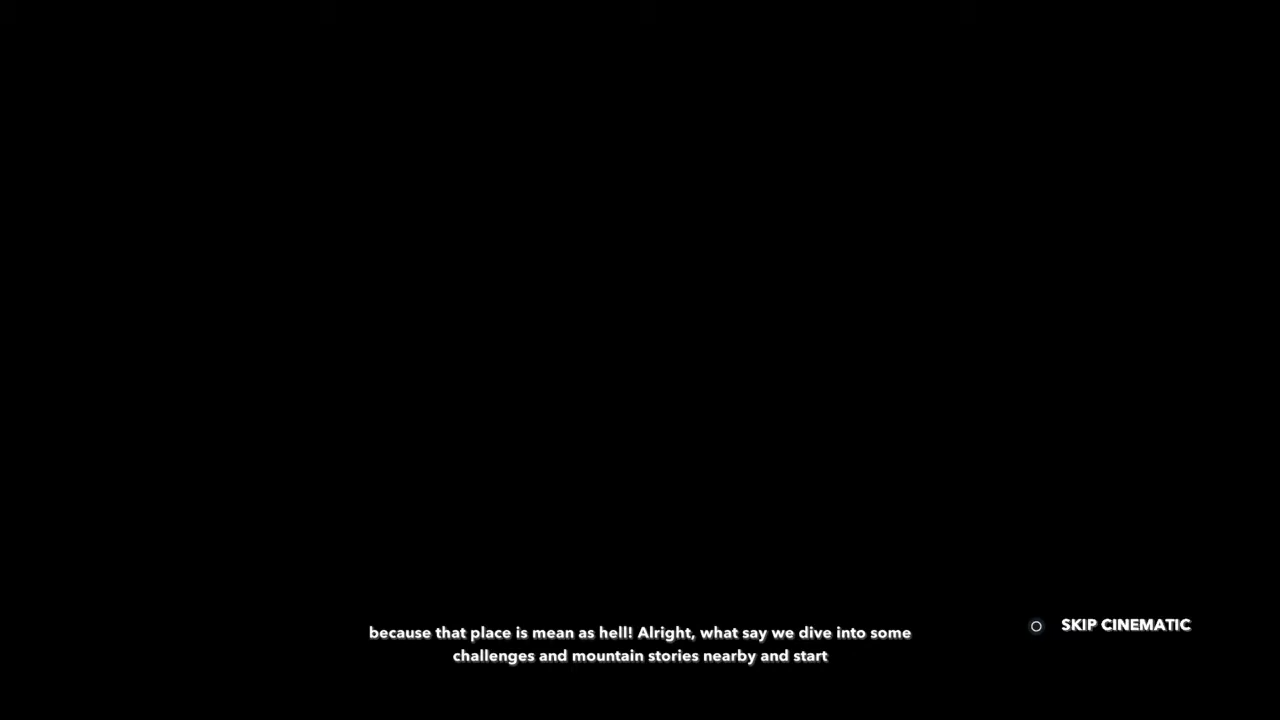 because that place is mean as hell! Alright, what say we dive into some
challenges and mountain stories nearby and start
SKIP CINEMATIC